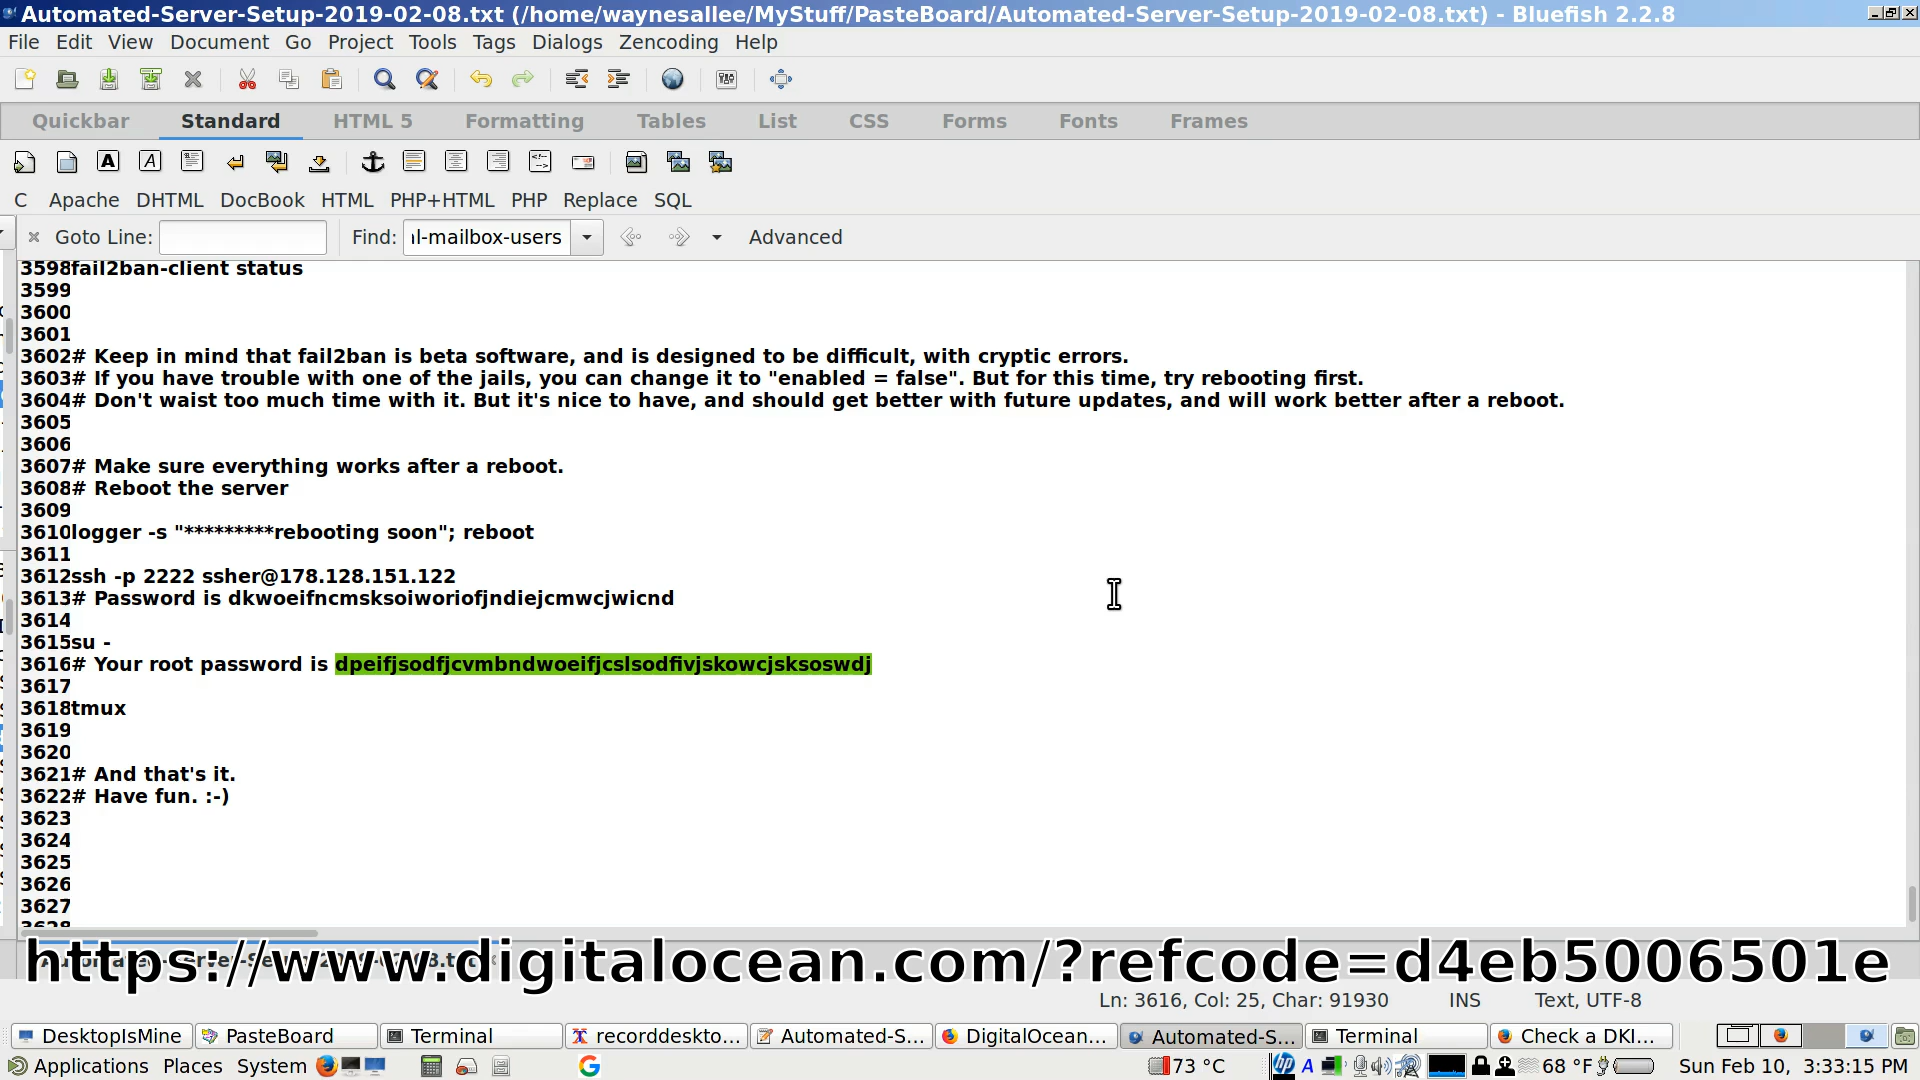 Automated-Server-Setup-2019-02-08.txt (/home/waynesallee/MyStuff/PasteBoard/Automated-Server-Setup-2019-02-08.txt) - Bluefish 2.2.8
File Edit View Document Go Project Tools Tags Dialogs Zencoding Help
Quickbar Standard HTML 5 Formatting Tables List CSS Forms Fonts Frames
C Apache DHTML DocBook HTML PHP+HTML PHP Replace SQL
Goto Line: Find: l-mailbox-users Advanced
3598fail2ban-client status
3599
3600
3601
3602# Keep in mind that fail2ban is beta software, and is designed to be difficult, with cryptic errors.
3603# If you have trouble with one of the jails, you can change it to "enabled = false". But for this time, try rebooting first.
3604# Don't waist too much time with it. But it's nice to have, and should get better with future updates, and will work better after a reboot.
3605
3606
3607# Make sure everything works after a reboot.
3608# Reboot the server
3609
3610logger -s "*********rebooting soon"; reboot
3611
3612ssh -p 2222 ssher@178.128.151.122
3613# Password is dkwoeifncmsksoiworiofjndiejcmwcjwicnd
3614
3615su -
3616# Your root password is dpeifjsodfjcvmbndwoeifjcslsodfivjskowcjsksoswdj
3617
3618tmux
3619
3620
3621# And that's it.
3622# Have fun. :-)
3623
3624
3625
3626
3627
3628
https://www.digitalocean.com/?refcode=d4eb5006501e
Ln: 3616, Col: 25, Char: 91930 INS Text, UTF-8
DesktopIsMine PasteBoard Terminal recorddeskto... Automated-S... DigitalOcean... Automated-S... Terminal Check a DKI...
Applications Places System 73 °C 68 °F Sun Feb 10, 3:33:15 PM